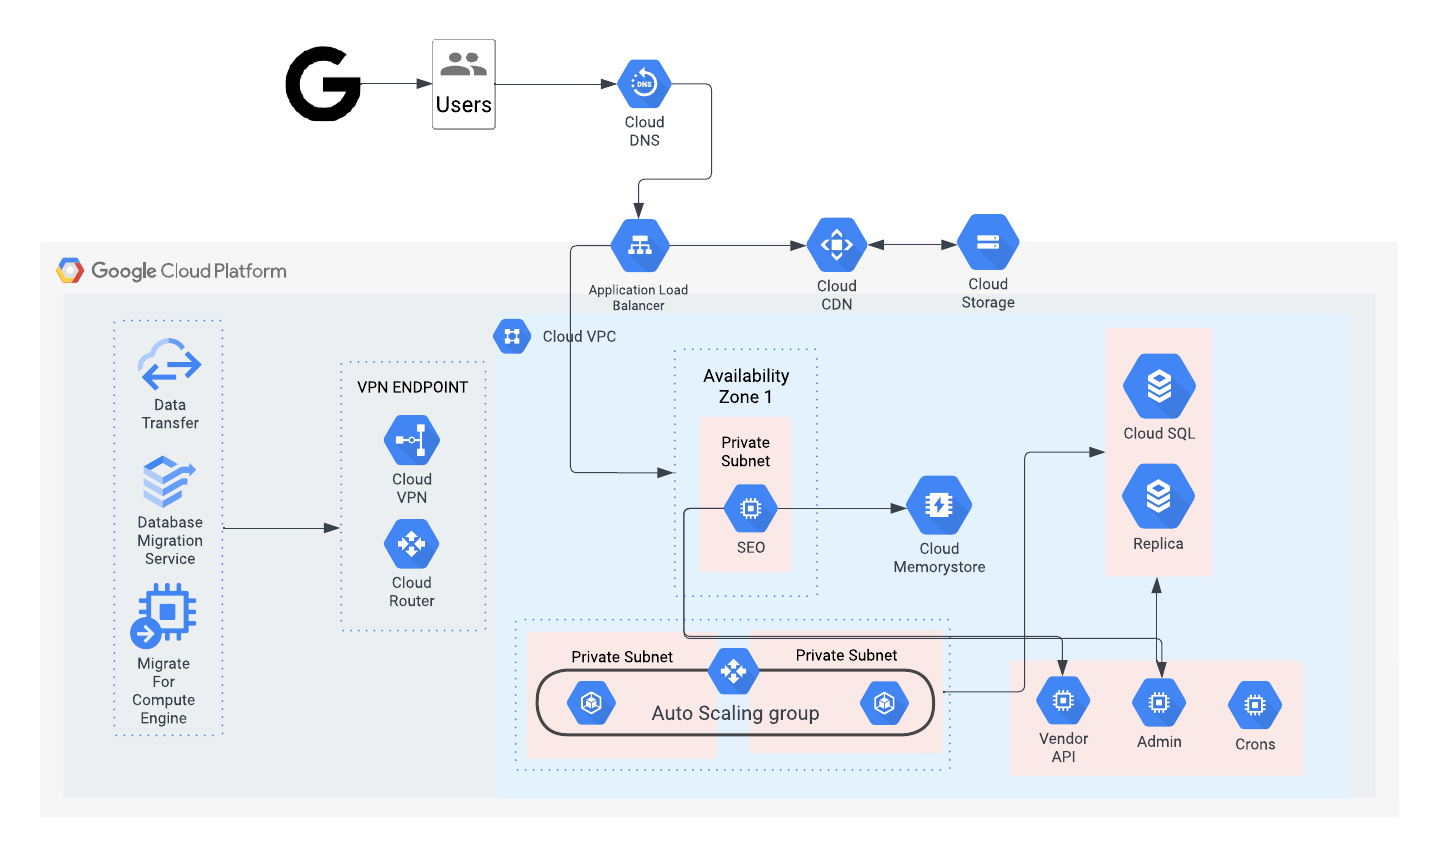 G
Users
DNS
Cloud
DNS
Google Cloud Platform
Application Load
Balancer
Cloud
CDN
Cloud
Storage
Cloud VPC
Data
Transfer
Database
Migration
Service
Migrate
For
Compute
Engine
VPN ENDPOINT
Cloud
VPN
Cloud
Router
Availability
Zone 1
Private
Subnet
SEO
Cloud
Memorystore
Cloud SQL
Replica
Private Subnet
Private Subnet
Auto Scaling group
Vendor
API
Admin
Crons